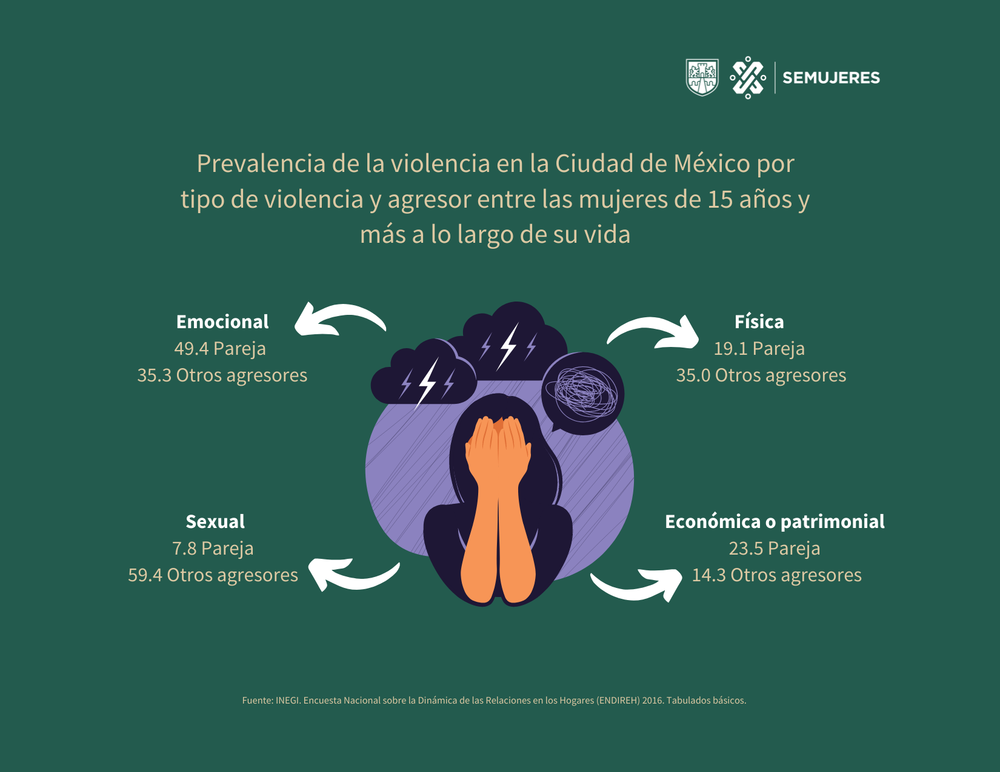 SEMUJERES
Prevalencia de la violencia en la Ciudad de México por
tipo de violencia y agresor entre las mujeres de 15 años y
más a lo largo de su vida
Emocional
49.4 Pareja
35.3 Otros agresores
Física
19.1 Pareja
35.0 Otros agresores
Sexual
7.8 Pareja
59.4 Otros agresores
Económica o patrimonial
23.5 Pareja
14.3 Otros agresores
Fuente: INEGI. Encuesta Nacional sobre la Dinámica de las Relaciones en los Hogares (ENDIREH) 2016. Tabulados básicos.